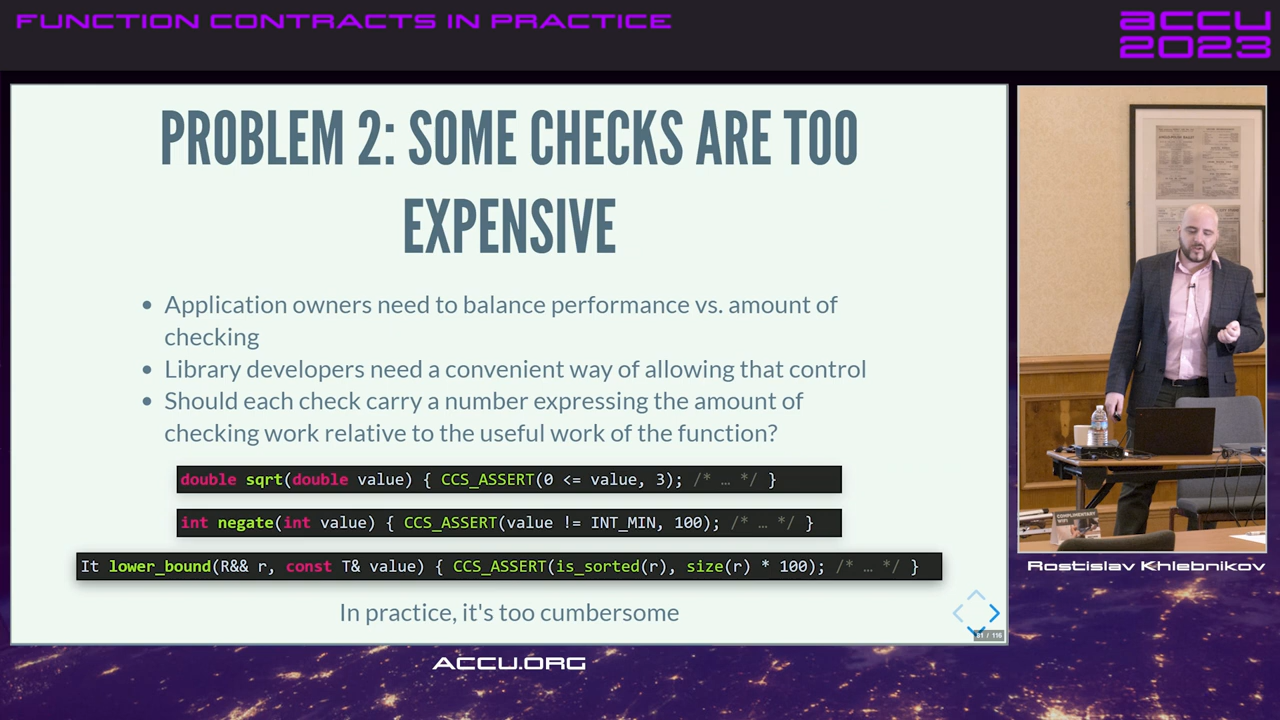 FUNCTION CONTRACTS IN PRACTICE
accu
2023
PROBLEM 2: SOME CHECKS ARE TOO
EXPENSIVE
• Application owners need to balance performance vs. amount of
checking
• Library developers need a convenient way of allowing that control
• Should each check carry a number expressing the amount of
checking work relative to the useful work of the function?
double sqrt(double value) { CCS_ASSERT(0 <= value, 3); /* … */ }
int negate(int value) { CCS_ASSERT(value != INT_MIN, 100); /* … */ }
It lower_bound(R&& r, const T& value) { CCS_ASSERT(is_sorted(r), size(r) * 100); /* … */ }
In practice, it's too cumbersome
81 / 116
COMPLIMENTARY
WIFI
Rostislav Khlebnikov
ACCU.ORG